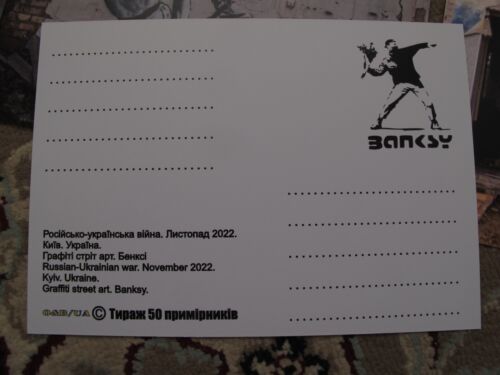 BANKSY
Російсько-українська війна. Листопад 2022.
Київ. Україна.
Графіті стріт арт. Бенксі
Russian-Ukrainian war. November 2022.
Kyiv. Ukraine.
Graffiti street art. Banksy.
O&B/UA © Тираж 50 примірників